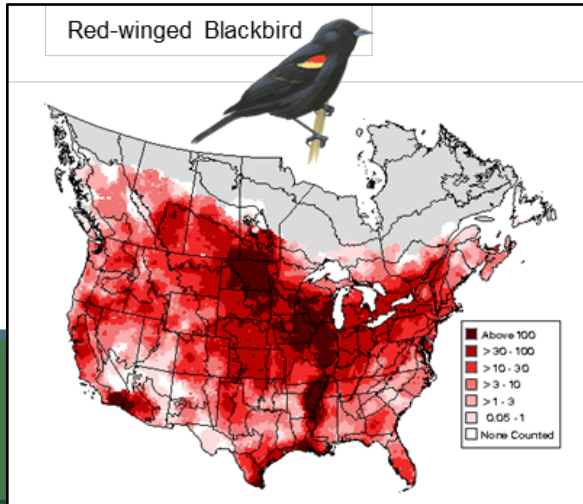 Red-winged Blackbird
Above 100
>30 - 100
>10 - 30
>3 - 10
>1 - 3
0.05 - 1
None Counted